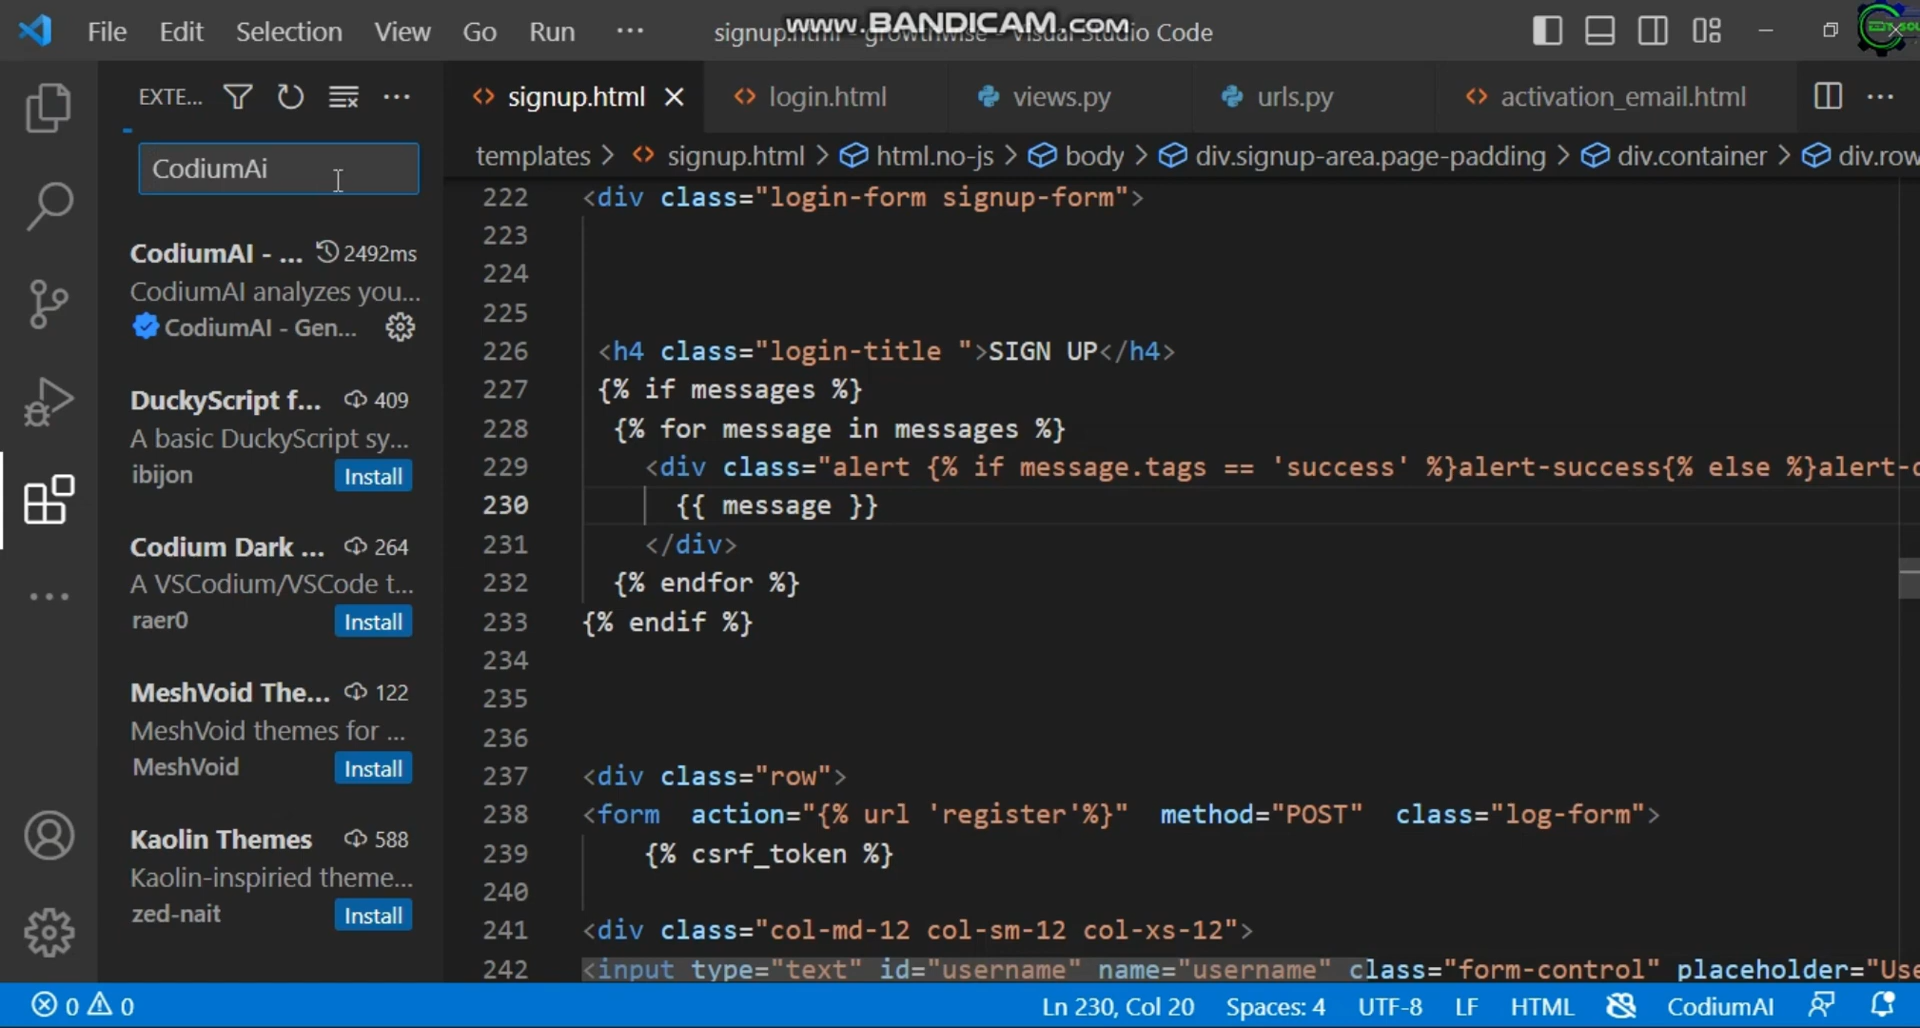 File Edit Selection View Go Run ··· signup.html - growthwise - Visual Studio Code
www.BANDICAM.com
EXTE...
signup.html login.html views.py urls.py activation_email.html
templates > signup.html > html.no-js > body > div.signup-area.page-padding > div.container > div.row
CodiumAi
CodiumAI - ... 2492ms
CodiumAI analyzes you...
CodiumAI - Gen...
DuckyScript f... 409
A basic DuckyScript sy...
ibijon Install
Codium Dark ... 264
A VSCodium/VSCode t...
raer0 Install
MeshVoid The... 122
MeshVoid themes for ...
MeshVoid Install
Kaolin Themes 588
Kaolin-inspiried theme...
zed-nait Install
222 <div class="login-form signup-form">
223
224
225
226 <h4 class="login-title ">SIGN UP</h4>
227 {% if messages %}
228 {% for message in messages %}
229 <div class="alert {% if message.tags == 'success' %}alert-success{% else %}alert-
230 {{ message }}
231 </div>
232 {% endfor %}
233 {% endif %}
234
235
236
237 <div class="row">
238 <form action="{% url 'register'%}" method="POST" class="log-form">
239 {% csrf_token %}
240
241 <div class="col-md-12 col-sm-12 col-xs-12">
242 <input type="text" id="username" name="username" class="form-control" placeholder="Use
0 0 Ln 230, Col 20 Spaces: 4 UTF-8 LF HTML CodiumAI